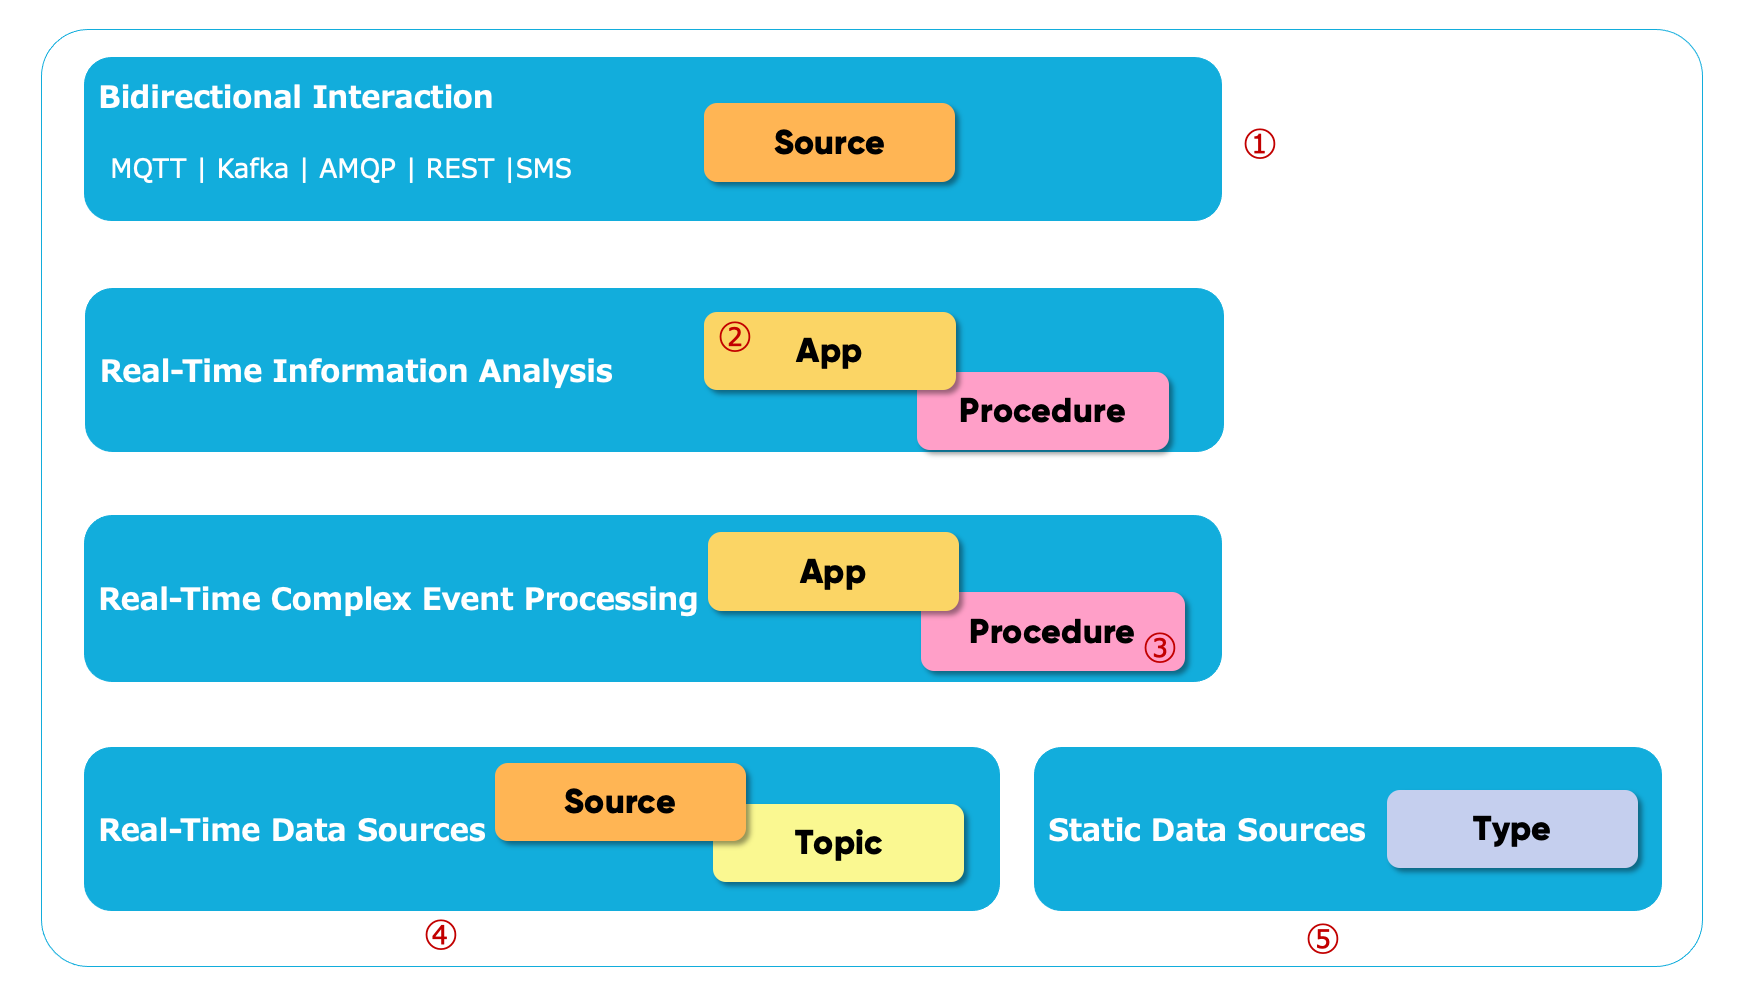 Bidirectional Interaction
MQTT | Kafka | AMQP | REST |SMS
Source
①
Real-Time Information Analysis
② App
Procedure
Real-Time Complex Event Processing
App
Procedure ③
Real-Time Data Sources
Source
Topic
④
Static Data Sources
Type
⑤